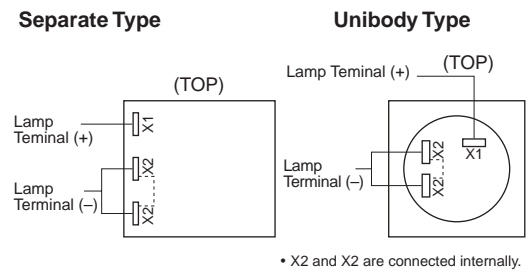 Separate Type
Unibody Type
(TOP)
Lamp
Teminal (+)
X1
X2
Lamp
Terminal (–)
X2
Lamp Teminal (+)
(TOP)
X2
X1
Lamp
Terminal (–)
X2
• X2 and X2 are connected internally.